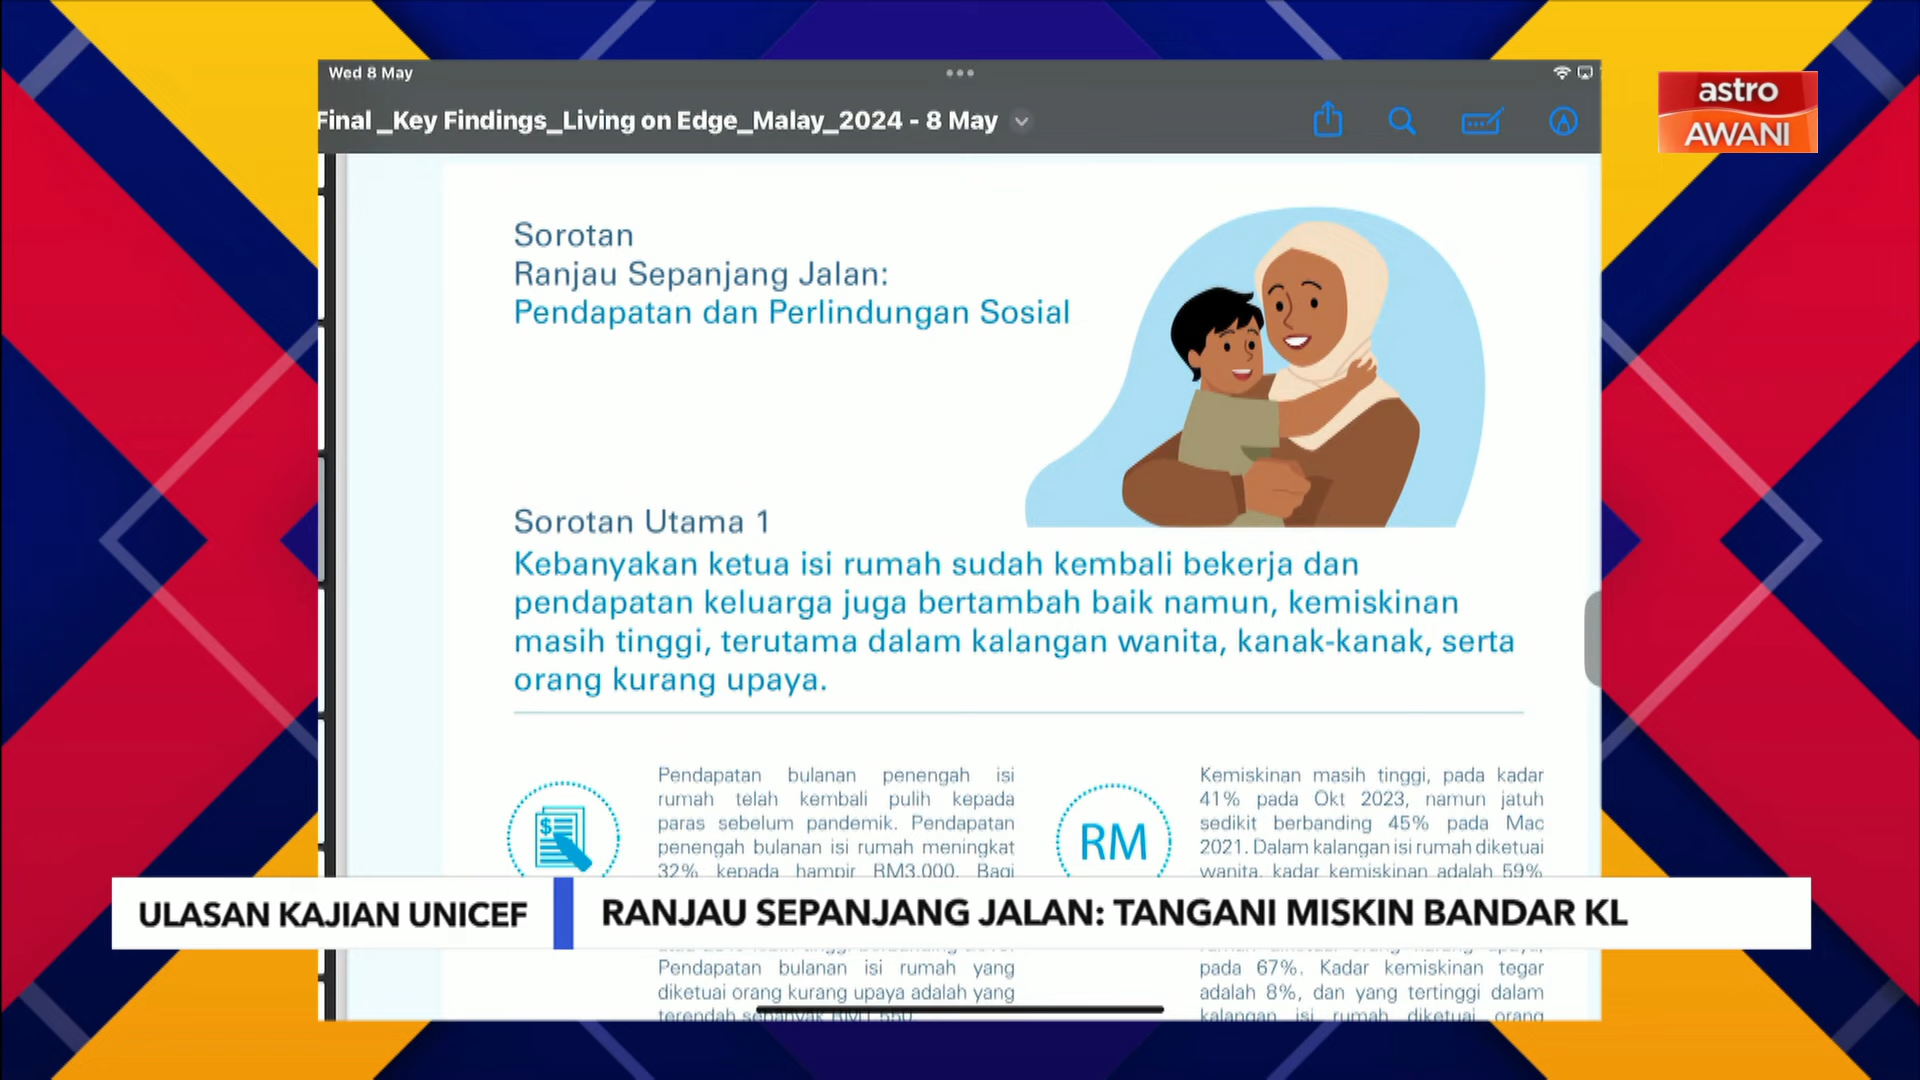 Wed 8 May
Final _Key Findings_Living on Edge_Malay_2024 - 8 May
astro
AWANI
Sorotan
Ranjau Sepanjang Jalan:
Pendapatan dan Perlindungan Sosial
Sorotan Utama 1
Kebanyakan ketua isi rumah sudah kembali bekerja dan
pendapatan keluarga juga bertambah baik namun, kemiskinan
masih tinggi, terutama dalam kalangan wanita, kanak-kanak, serta
orang kurang upaya.
$
Pendapatan bulanan penengah isi
rumah telah kembali pulih kepada
paras sebelum pandemik. Pendapatan
penengah bulanan isi rumah meningkat
32% kepada hampir RM3,000. Bagi
Pendapatan bulanan isi rumah yang
diketuai orang kurang upaya adalah yang
terendah sebanyak
RM
Kemiskinan masih tinggi, pada kadar
41% pada Okt 2023, namun jatuh
sedikit berbanding 45% pada Mac
2021. Dalam kalangan isi rumah diketuai
wanita, kadar kemiskinan adalah 59%
pada 67%. Kadar kemiskinan tegar
adalah 8%, dan yang tertinggi dalam
kalangan isi rumah diketuai orang
ULASAN KAJIAN UNICEF
RANJAU SEPANJANG JALAN: TANGANI MISKIN BANDAR KL